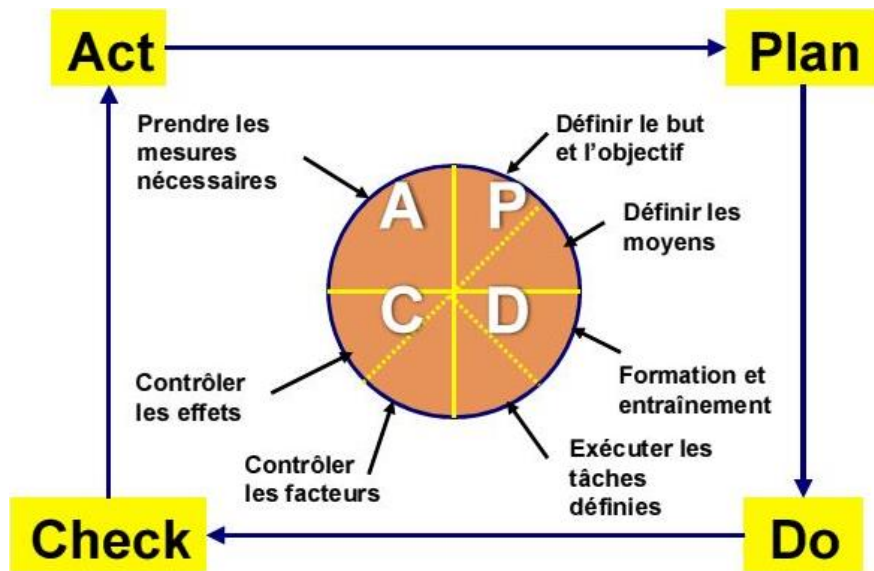 Act
Plan
Prendre les
mesures
nécessaires
Définir le but
et l'objectif
A
P
Définir les
moyens
C
D
Contrôler
les effets
Formation et
entraînement
Contrôler
les facteurs
Exécuter les
tâches
définies
Check
Do